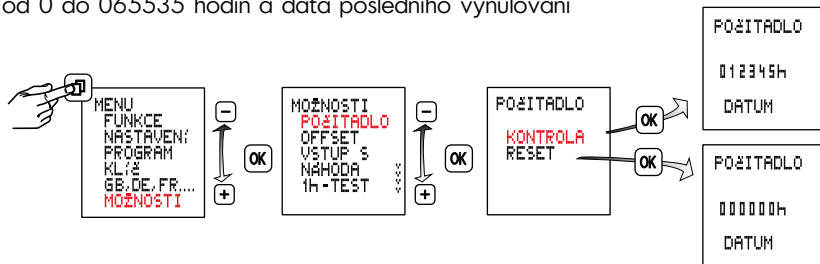 od 0 do 065535 hodin a data posledního vynulování
MENU
FUNKCE
NASTAVENÍ
PROGRAM
KLÍČ
GB,DE,FR....
MOŽNOSTI
−
OK
+
MOŽNOSTI
POČITADLO
OFFSET
VSTUP S
NÁHODA
1h-TEST
−
OK
+
POČITADLO
KONTROLA
RESET
OK
OK
POČITADLO
012345h
DATUM
POČITADLO
000000h
DATUM